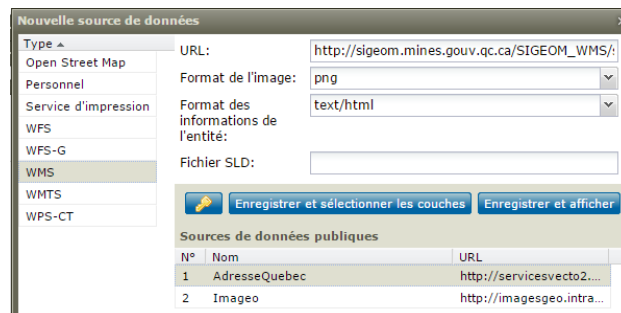 Nouvelle source de données
Type
Open Street Map
Personnel
Service d'impression
WFS
WFS-G
WMS
WMTS
WPS-CT
URL: http://sigeom.mines.gouv.qc.ca/SIGEOM_WMS/
Format de l'image: png
Format des informations de l'entité: text/html
Fichier SLD:
Enregistrer et sélectionner les couches Enregistrer et afficher
Sources de données publiques
N° Nom URL
1 AdresseQuebec http://servicesvecto2....
2 Imageo http://imagesgeo.intra...